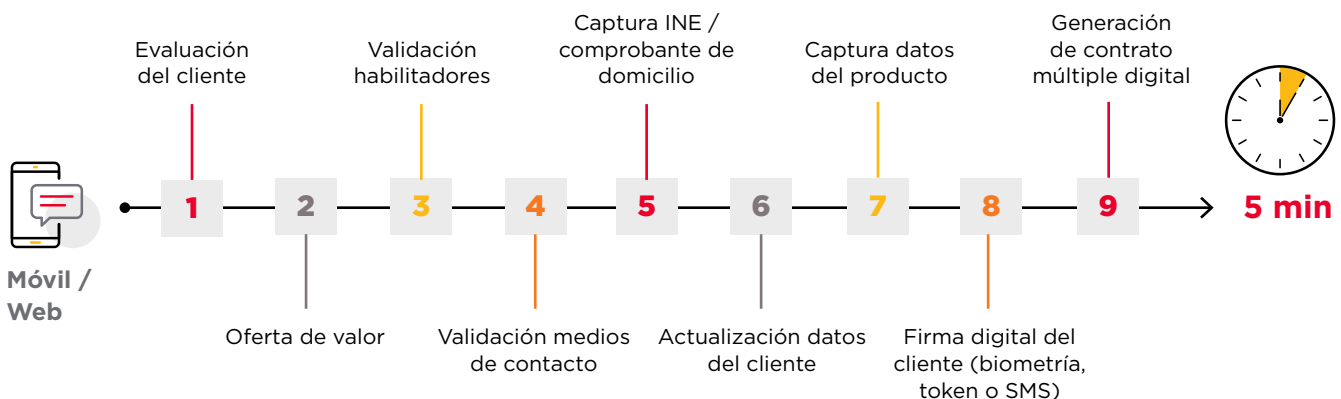 Evaluación
del cliente
Validación
habilitadores
Captura INE /
comprobante de
domicilio
Captura datos
del producto
Generación
de contrato
múltiple digital
1
2
3
4
5
6
7
8
9
5 min
Móvil /
Web
Oferta de valor
Validación medios
de contacto
Actualización datos
del cliente
Firma digital del
cliente (biometría,
token o SMS)